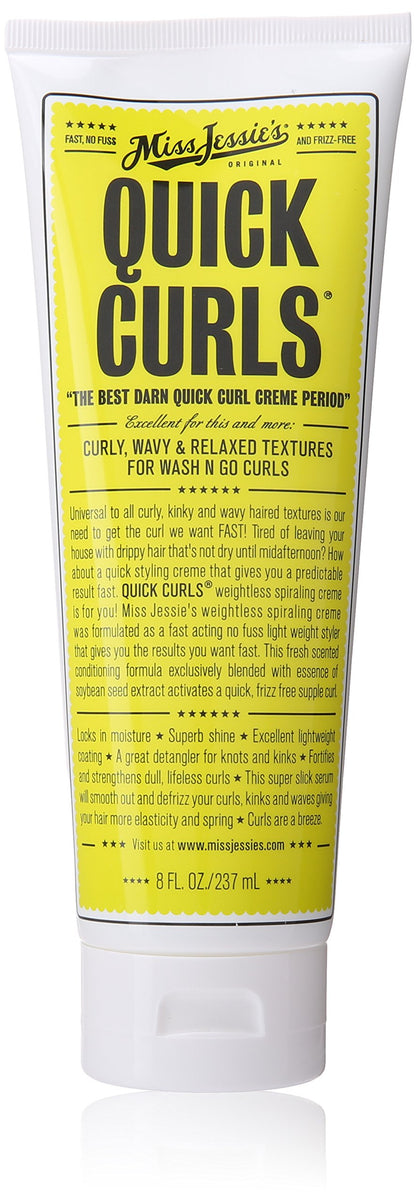 ★★★★★ Miss Jessie's® ★★★★★
FAST, NO FUSS AND FRIZZ-FREE
ORIGINAL
QUICK
CURLS®
"THE BEST DARN QUICK CURL CREME PERIOD"
Excellent for this and more:
CURLY, WAVY & RELAXED TEXTURES
FOR WASH N GO CURLS
★★★★★★
Universal to all curly, kinky and wavy haired textures is our
need to get the curl we want FAST! Tired of leaving your
house with drippy hair that's not dry until midafternoon? How
about a quick styling creme that gives you a predictable
result fast. QUICK CURLS® weightless spiraling creme
is for you! Miss Jessie's weightless spiraling creme
was formulated as a fast acting no fuss light weight styler
that gives you the results you want fast. This fresh scented
conditioning formula exclusively blended with essence of
soybean seed extract activates a quick, frizz free supple curl.
★★★★★★
Locks in moisture ★ Superb shine ★ Excellent lightweight
coating ★ A great detangler for knots and kinks ★ Fortifies
and strengthens dull, lifeless curls ★ This super slick serum
will smooth out and defrizz your curls, kinks and waves giving
your hair more elasticity and spring ★ Curls are a breeze.
★★★ Visit us at www.missjessies.com ★★★
★★★★ 8 FL. OZ./237 mL ★★★★